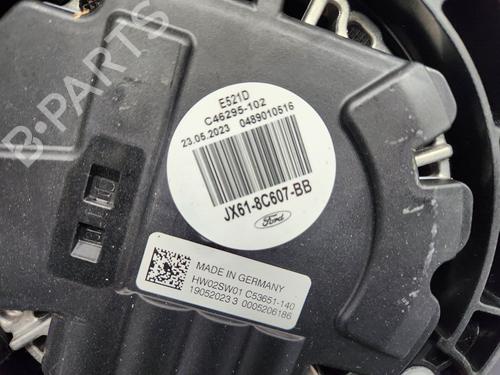 B-PARTS
E521D
C46295-102
23.05.2023 0489010516
JX61-8C607-BB
Ford
MADE IN GERMANY
HW02SW01 C53651-140
19052023 3 0005206186